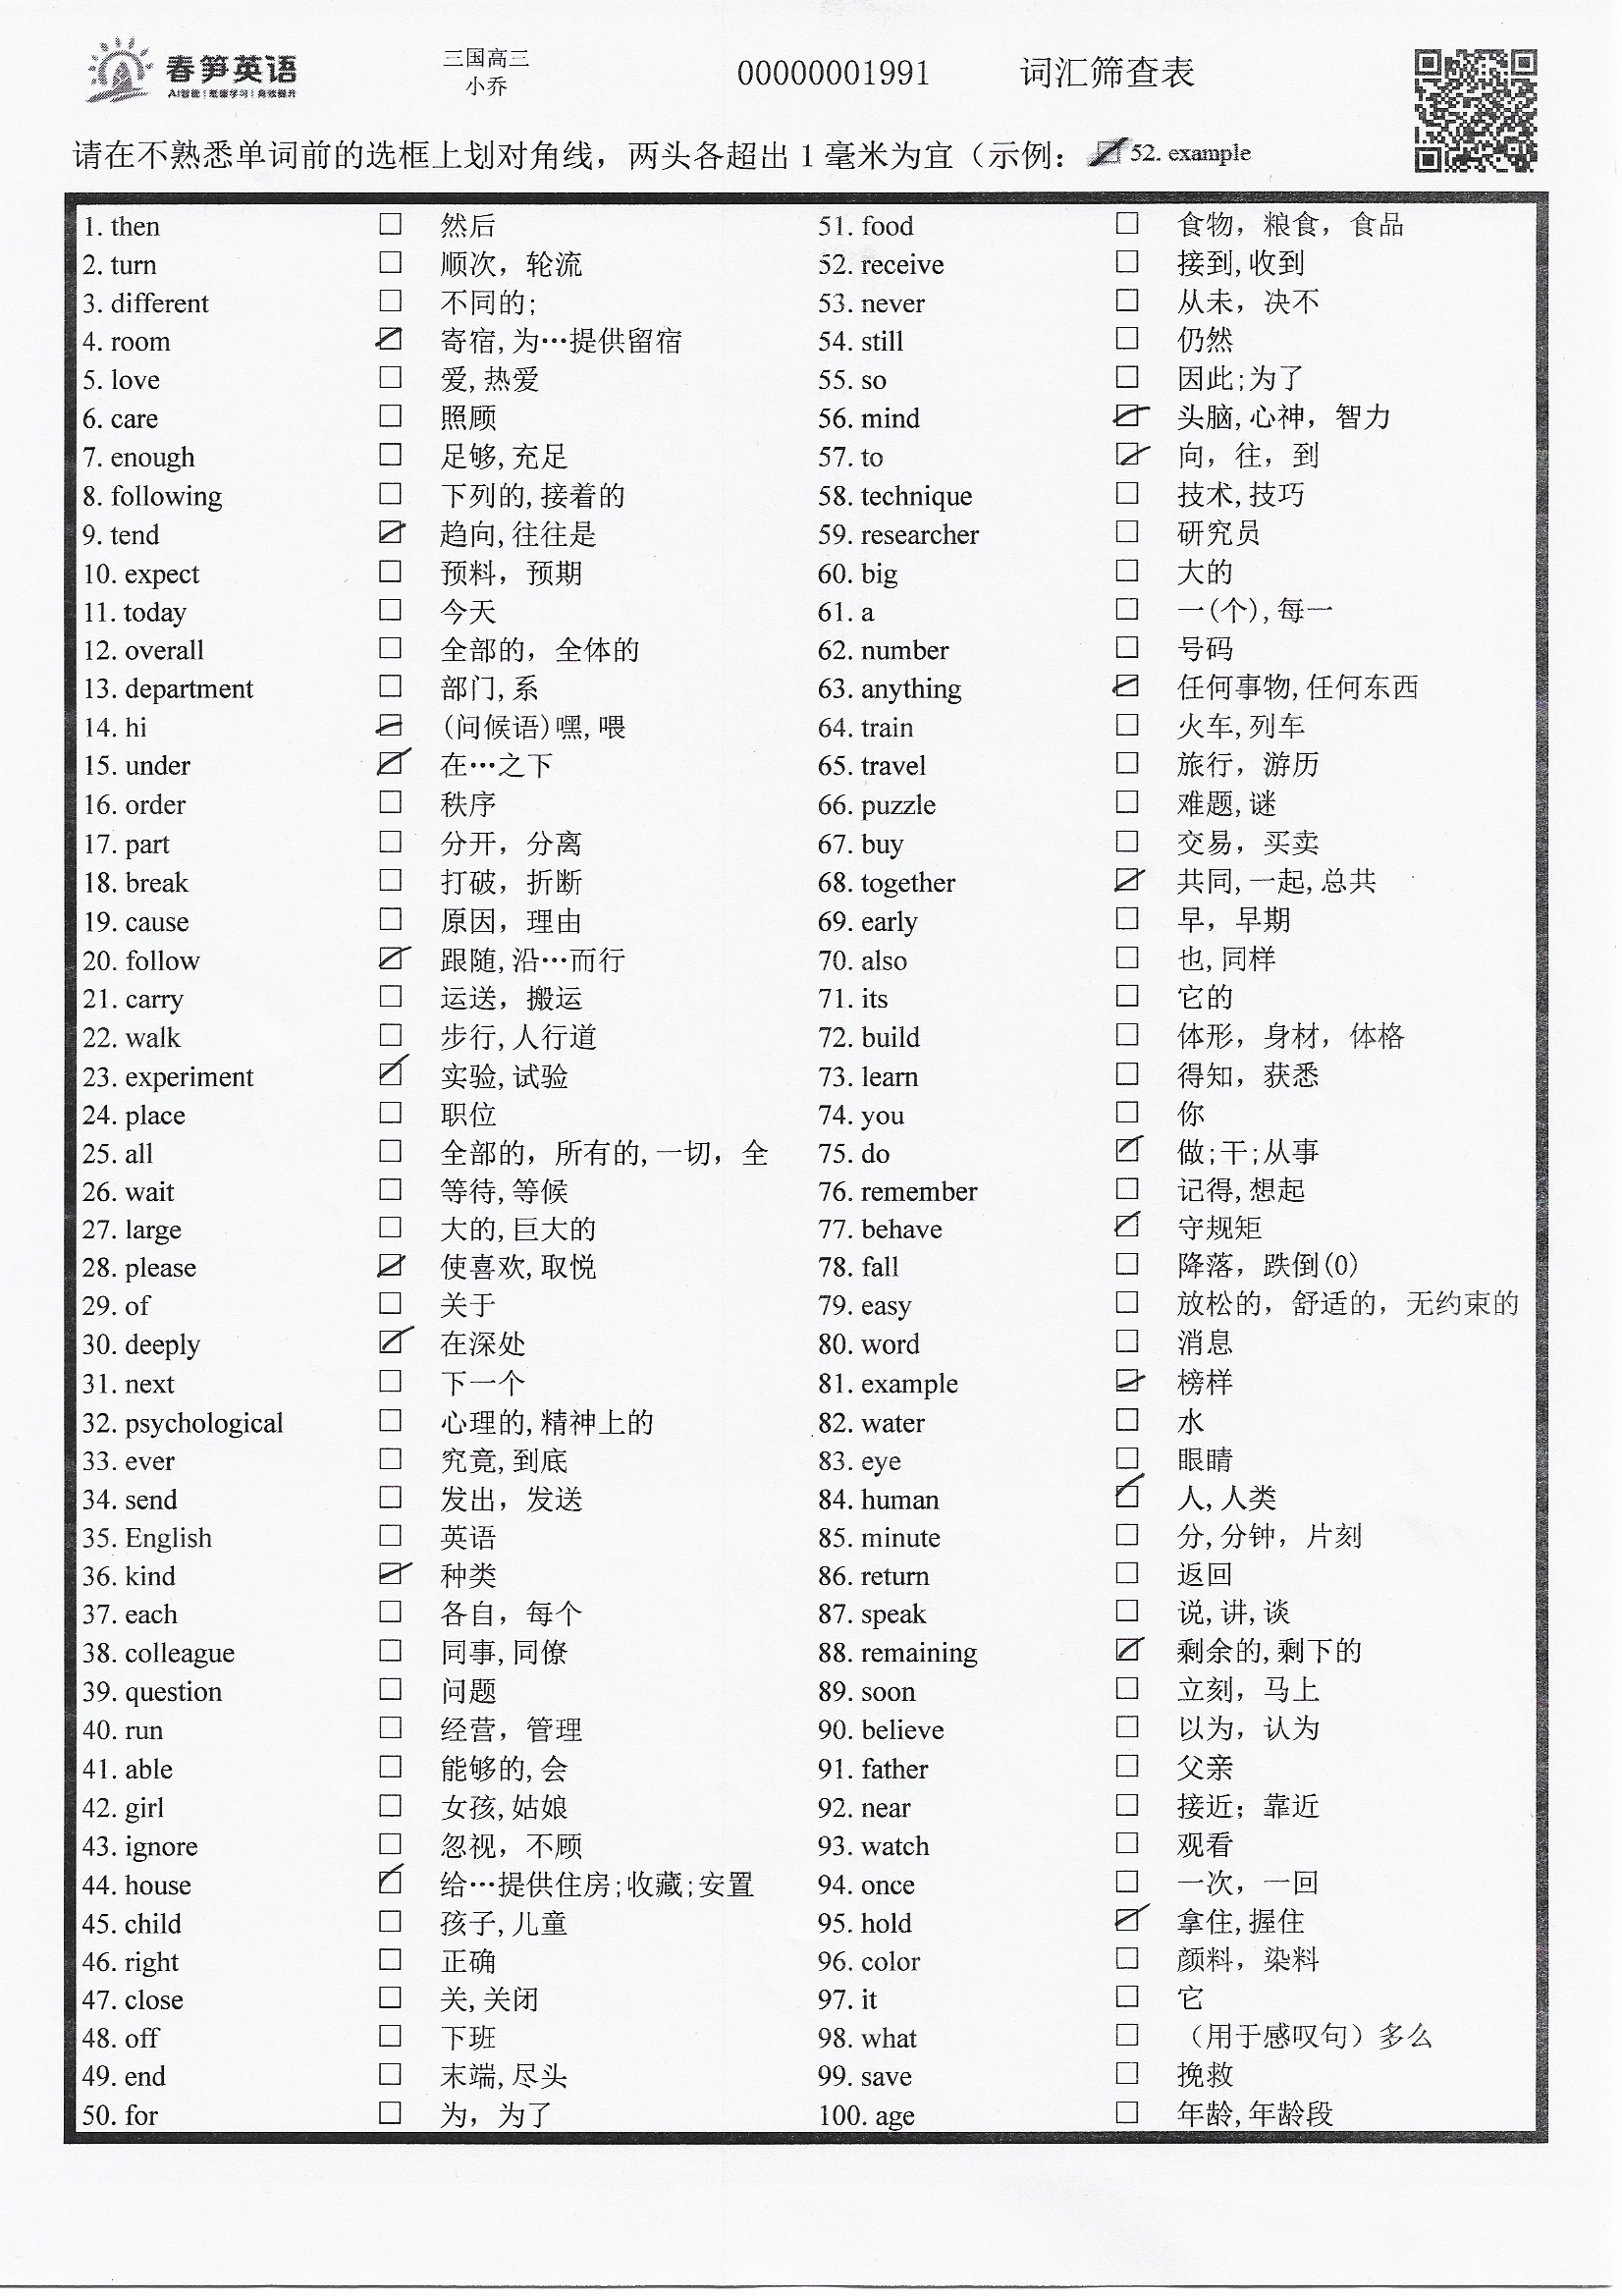 春笋英语
AI智能 | 觉醒学习 | 高效提升
三国高三
小乔
00000001991
词汇筛查表
请在不熟悉单词前的选框上划对角线，两头各超出1毫米为宜（示例： 52. example
1. then 然后
2. turn 顺次，轮流
3. different 不同的;
4. room 寄宿,为…提供留宿
5. love 爱,热爱
6. care 照顾
7. enough 足够,充足
8. following 下列的,接着的
9. tend 趋向,往往是
10. expect 预料，预期
11. today 今天
12. overall 全部的，全体的
13. department 部门,系
14. hi (问候语)嘿,喂
15. under 在…之下
16. order 秩序
17. part 分开，分离
18. break 打破，折断
19. cause 原因，理由
20. follow 跟随,沿…而行
21. carry 运送，搬运
22. walk 步行,人行道
23. experiment 实验,试验
24. place 职位
25. all 全部的，所有的,一切，全
26. wait 等待,等候
27. large 大的,巨大的
28. please 使喜欢,取悦
29. of 关于
30. deeply 在深处
31. next 下一个
32. psychological 心理的,精神上的
33. ever 究竟,到底
34. send 发出，发送
35. English 英语
36. kind 种类
37. each 各自，每个
38. colleague 同事,同僚
39. question 问题
40. run 经营，管理
41. able 能够的,会
42. girl 女孩,姑娘
43. ignore 忽视，不顾
44. house 给…提供住房;收藏;安置
45. child 孩子,儿童
46. right 正确
47. close 关,关闭
48. off 下班
49. end 末端,尽头
50. for 为，为了
51. food 食物，粮食，食品
52. receive 接到,收到
53. never 从未，决不
54. still 仍然
55. so 因此;为了
56. mind 头脑,心神，智力
57. to 向，往，到
58. technique 技术,技巧
59. researcher 研究员
60. big 大的
61. a 一(个),每一
62. number 号码
63. anything 任何事物,任何东西
64. train 火车,列车
65. travel 旅行，游历
66. puzzle 难题,谜
67. buy 交易，买卖
68. together 共同,一起,总共
69. early 早，早期
70. also 也,同样
71. its 它的
72. build 体形，身材，体格
73. learn 得知，获悉
74. you 你
75. do 做;干;从事
76. remember 记得,想起
77. behave 守规矩
78. fall 降落，跌倒(0)
79. easy 放松的，舒适的，无约束的
80. word 消息
81. example 榜样
82. water 水
83. eye 眼睛
84. human 人,人类
85. minute 分,分钟，片刻
86. return 返回
87. speak 说,讲,谈
88. remaining 剩余的,剩下的
89. soon 立刻，马上
90. believe 以为，认为
91. father 父亲
92. near 接近；靠近
93. watch 观看
94. once 一次，一回
95. hold 拿住,握住
96. color 颜料，染料
97. it 它
98. what （用于感叹句）多么
99. save 挽救
100. age 年龄,年龄段